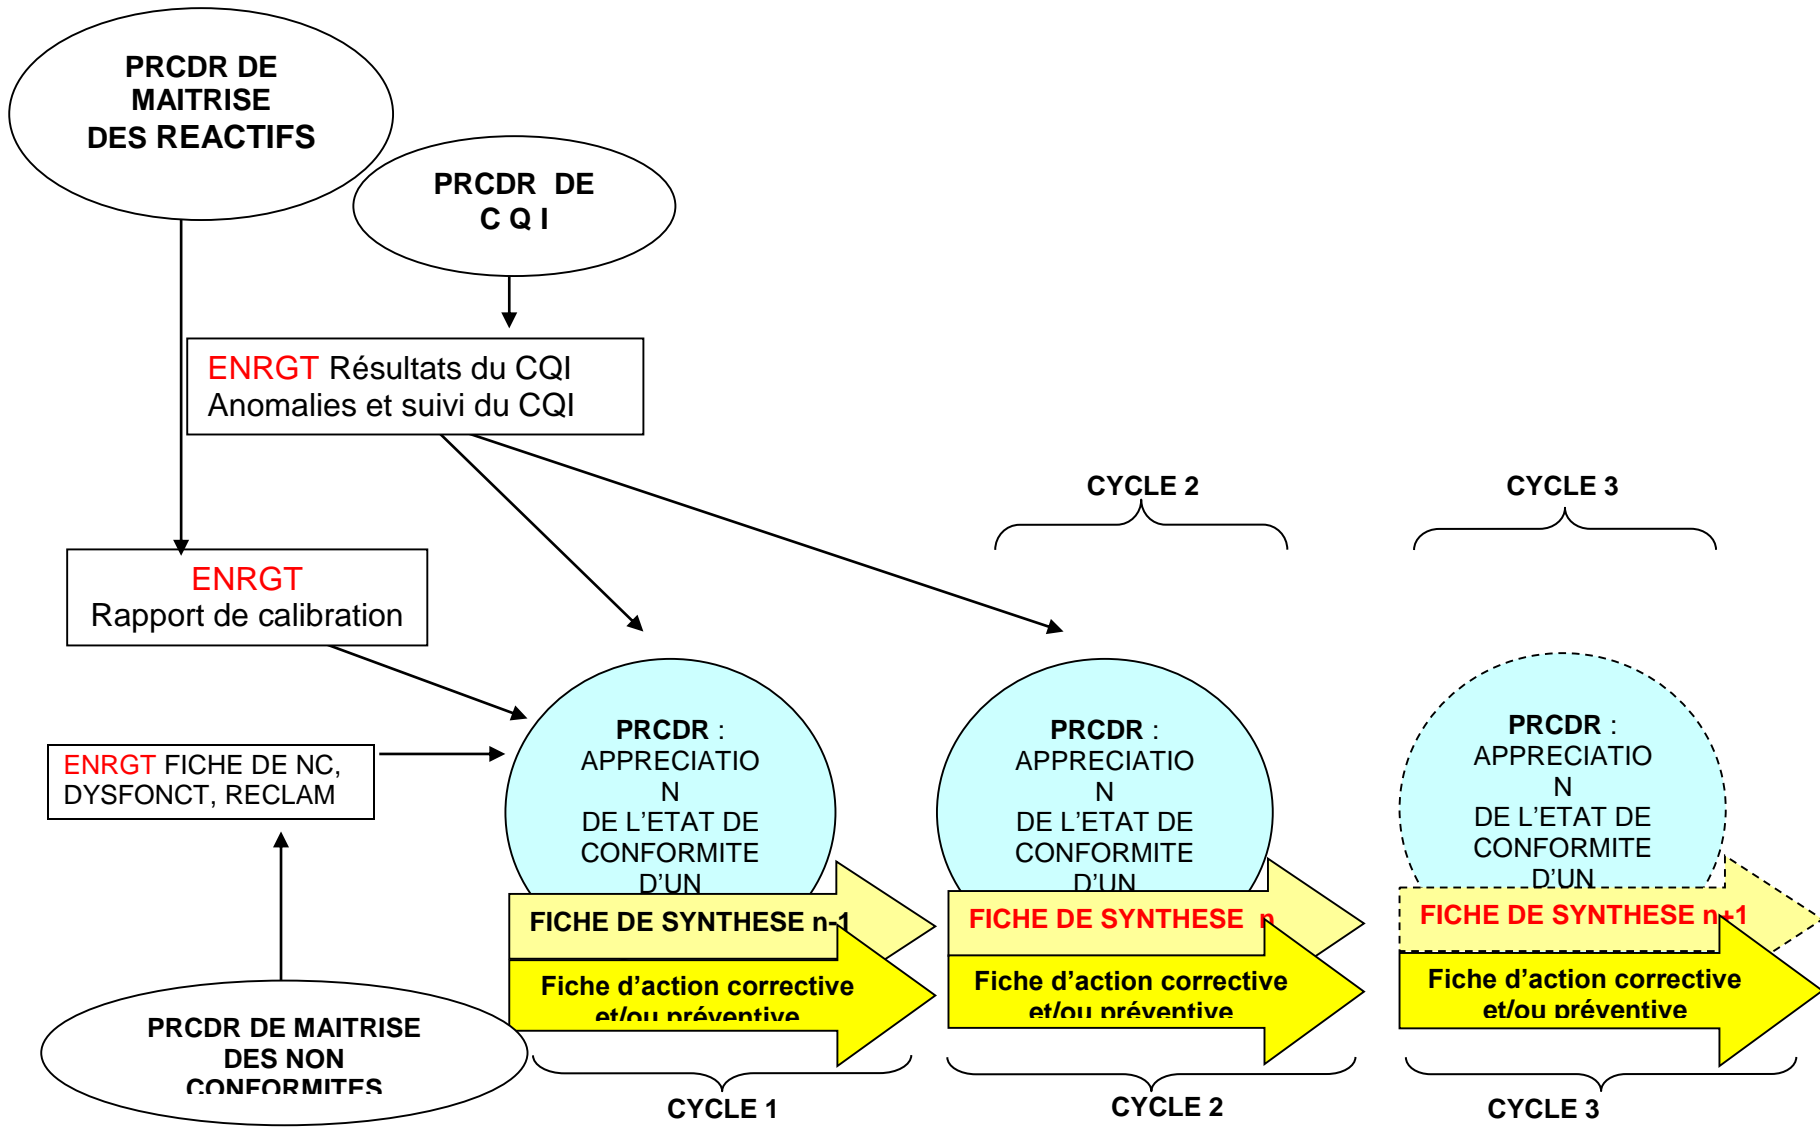 PRCDR DE
MAITRISE
DES REACTIFS
PRCDR DE
C Q I
ENRGT Résultats du CQI
Anomalies et suivi du CQI
CYCLE 2
CYCLE 3
ENRGT
Rapport de calibration
ENRGT FICHE DE NC,
DYSFONCT, RECLAM
PRCDR DE MAITRISE
DES NON
CONFORMITES
PRCDR :
APPRECIATIO
N
DE L'ETAT DE
CONFORMITE
D'UN
FICHE DE SYNTHESE n-1
Fiche d'action corrective
et/ou préventive
CYCLE 1
PRCDR :
APPRECIATIO
N
DE L'ETAT DE
CONFORMITE
D'UN
FICHE DE SYNTHESE n
Fiche d'action corrective
et/ou préventive
CYCLE 2
PRCDR :
APPRECIATIO
N
DE L'ETAT DE
CONFORMITE
D'UN
FICHE DE SYNTHESE n+1
Fiche d'action corrective
et/ou préventive
CYCLE 3